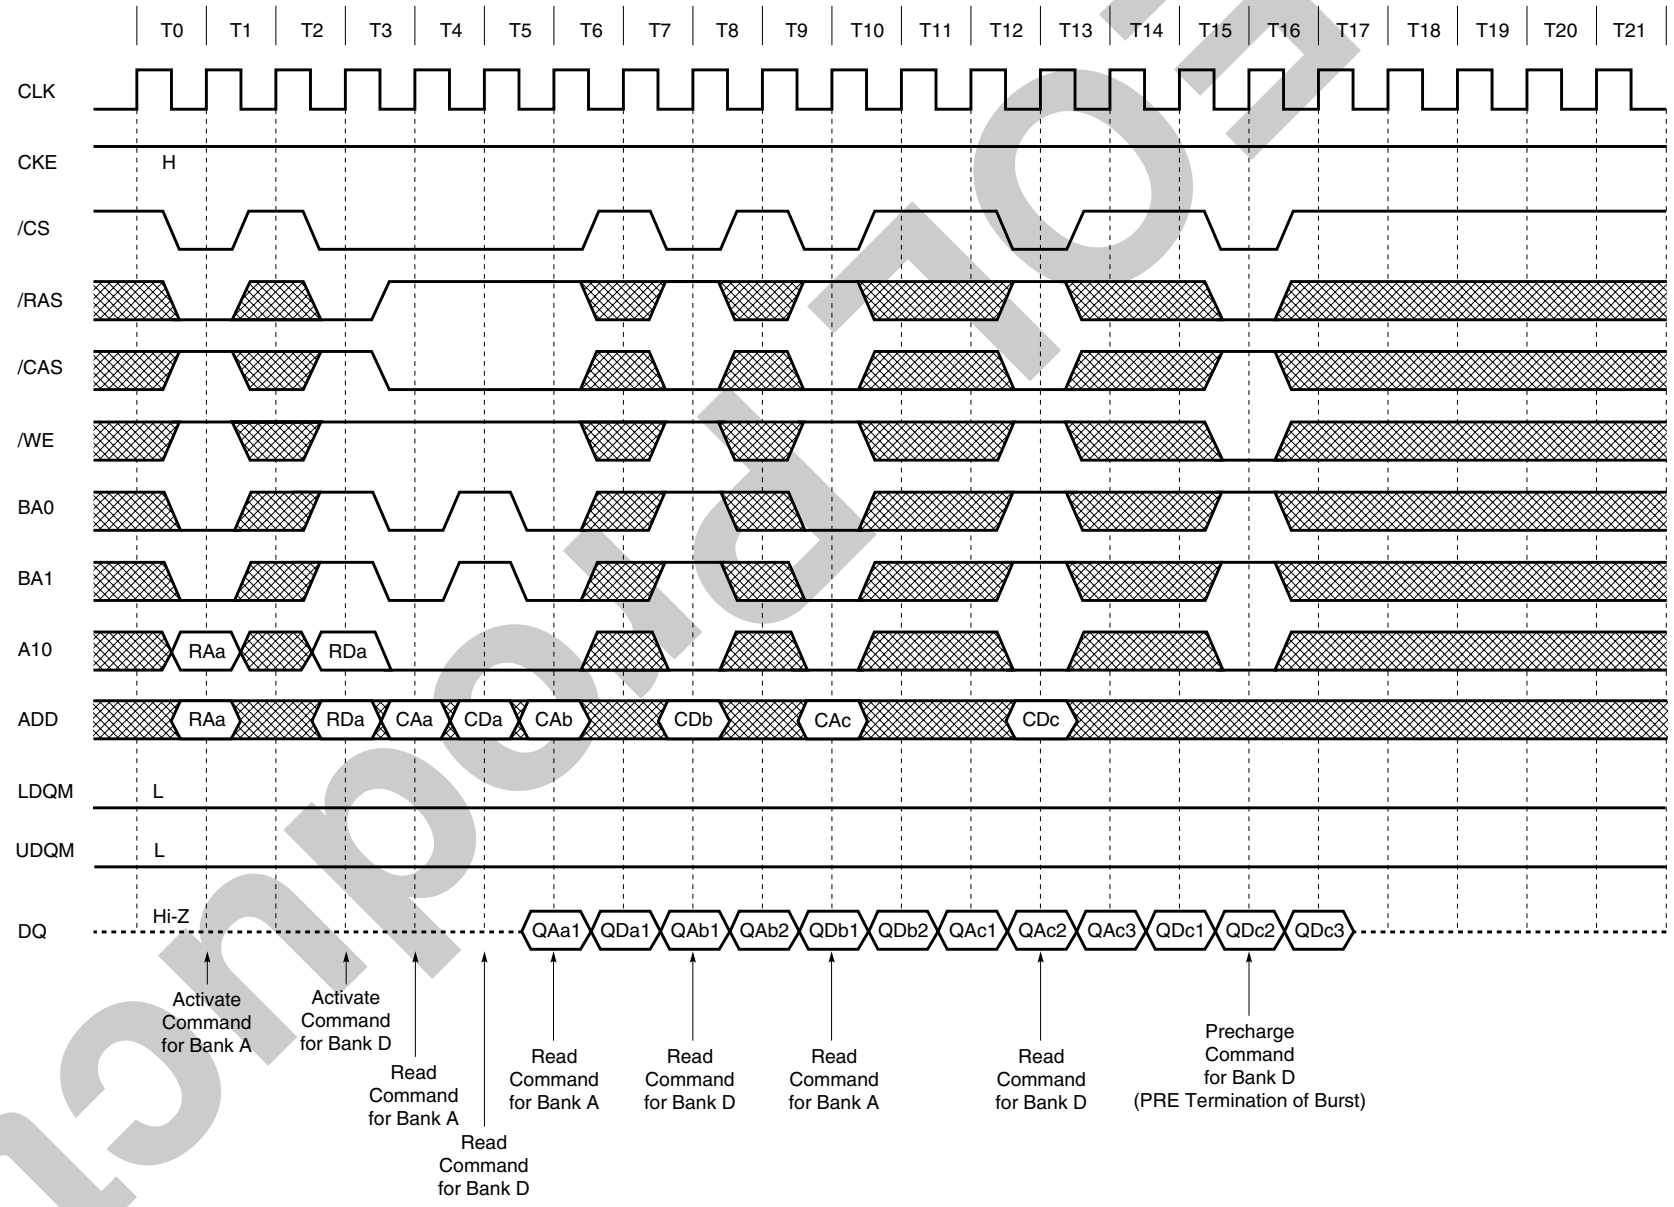 T0 T1 T2 T3 T4 T5 T6 T7 T8 T9 T10 T11 T12 T13 T14 T15 T16 T17 T18 T19 T20 T21
CLK
CKE H
/CS
/RAS
/CAS
/WE
BA0
BA1
A10 RAa RDa
ADD RAa RDa CAa CDa CAb CDb CAc CDc
LDQM L
UDQM L
DQ Hi-Z QAa1 QDa1 QAb1 QAb2 QDb1 QDb2 QAc1 QAc2 QAc3 QDc1 QDc2 QDc3
Activate
Command
for Bank A
Activate
Command
for Bank D
Read
Command
for Bank A
Read
Command
for Bank D
Read
Command
for Bank A
Read
Command
for Bank D
Read
Command
for Bank A
Read
Command
for Bank D
Precharge
Command
for Bank D
(PRE Termination of Burst)
EOL Product